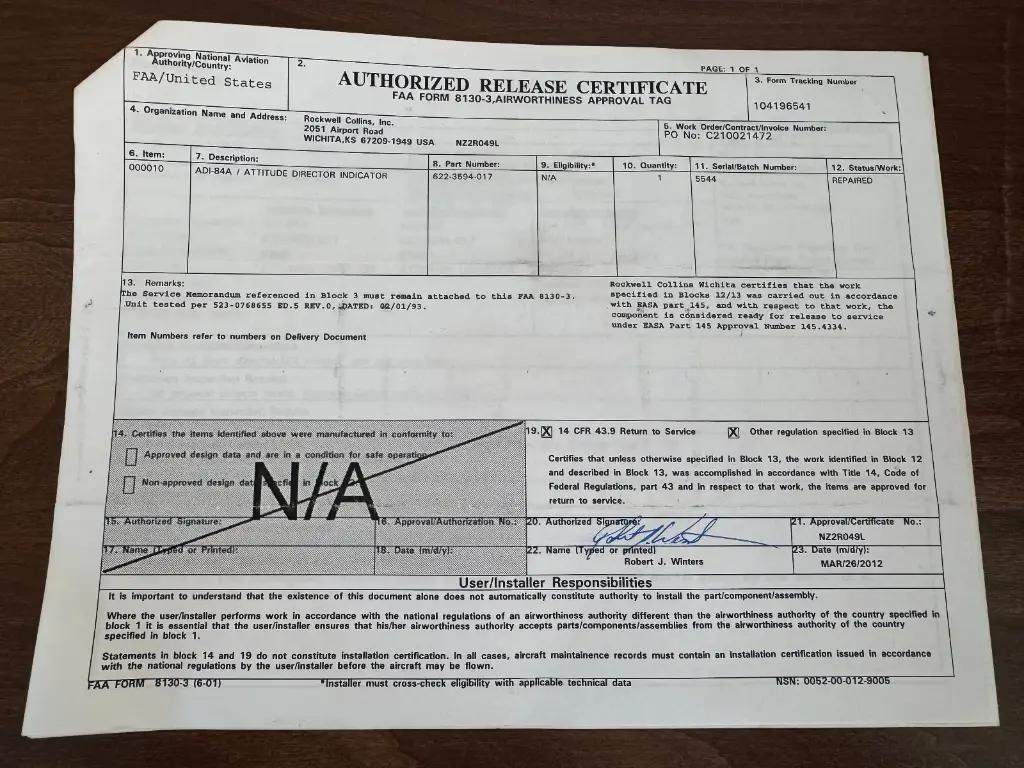 1. Approving National Aviation
Authority/Country:
FAA/United States
2.
AUTHORIZED RELEASE CERTIFICATE
FAA FORM 8130-3,AIRWORTHINESS APPROVAL TAG
PAGE: 1 OF 1
3. Form Tracking Number
104196541
4. Organization Name and Address:
Rockwell Collins, Inc.
2051 Airport Road
WICHITA,KS 67209-1949 USA NZ2R049L
5. Work Order/Contract/Invoice Number:
PO No: C210021472
6. Item:
000010
7. Description:
ADI-84A / ATTITUDE DIRECTOR INDICATOR
8. Part Number:
622-3594-017
9. Eligibility:*
N/A
10. Quantity:
1
11. Serial/Batch Number:
5544
12. Status/Work:
REPAIRED
13. Remarks:
The Service Memorandum referenced in Block 3 must remain attached to this FAA 8130-3.
Unit tested per 523-0768655 ED.5 REV.0, DATED: 02/01/93.
Item Numbers refer to numbers on Delivery Document
Rockwell Collins Wichita certifies that the work
specified in Blocks 12/13 was carried out in accordance
with EASA part 145, and with respect to that work, the
component is considered ready for release to service
under EASA Part 145 Approval Number 145.4334.
14. Certifies the items identified above were manufactured in conformity to:
Approved design data and are in a condition for safe operation
Non-approved design data specified in Block
N/A
15. Authorized Signature:
16. Approval/Authorization No.:
17. Name (Typed or Printed):
18. Date (m/d/y):
19. X 14 CFR 43.9 Return to Service X Other regulation specified in Block 13
Certifies that unless otherwise specified in Block 13, the work identified in Block 12
and described in Block 13, was accomplished in accordance with Title 14, Code of
Federal Regulations, part 43 and in respect to that work, the items are approved for
return to service.
20. Authorized Signature:
21. Approval/Certificate No.:
NZ2R049L
22. Name (Typed or printed)
Robert J. Winters
23. Date (m/d/y):
MAR/26/2012
User/Installer Responsibilities
It is important to understand that the existence of this document alone does not automatically constitute authority to install the part/component/assembly.
Where the user/installer performs work in accordance with the national regulations of an airworthiness authority different than the airworthiness authority of the country specified in
block 1 it is essential that the user/installer ensures that his/her airworthiness authority accepts parts/components/assemblies from the airworthiness authority of the country
specified in block 1.
Statements in block 14 and 19 do not constitute installation certification. In all cases, aircraft maintainence records must contain an installation certification issued in accordance
with the national regulations by the user/installer before the aircraft may be flown.
FAA FORM 8130-3 (6-01)
*Installer must cross-check eligibility with applicable technical data
NSN: 0052-00-012-9005